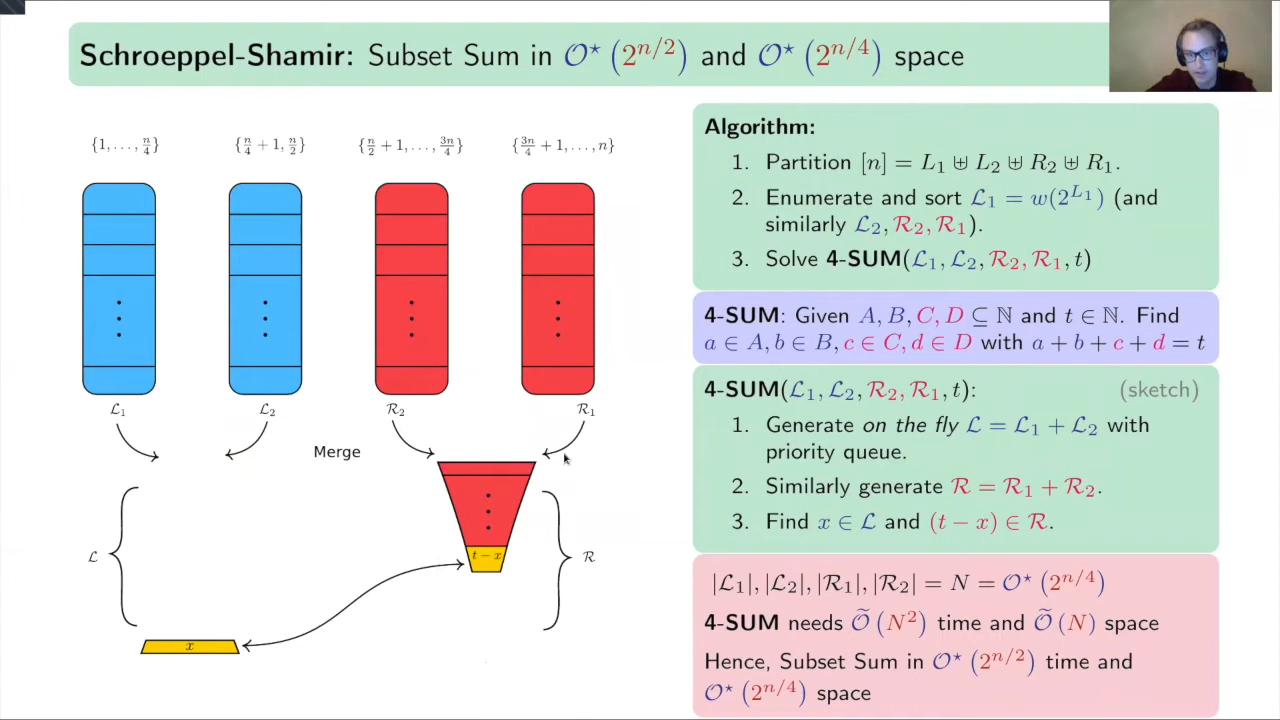 Schroeppel-Shamir: Subset Sum in 𝒪⋆(2^{n/2}) and 𝒪⋆(2^{n/4}) space
{1, . . . , n/4}
{n/4 + 1, n/2}
{n/2 + 1, . . . , 3n/4}
{3n/4 + 1, . . . , n}
ℒ₁
ℒ₂
ℛ₂
ℛ₁
Merge
ℒ
t − x
ℛ
x
Algorithm:
1. Partition [n] = L₁ ⊎ L₂ ⊎ R₂ ⊎ R₁.
2. Enumerate and sort ℒ₁ = w(2^{L₁}) (and
similarly ℒ₂, ℛ₂, ℛ₁).
3. Solve 4-SUM(ℒ₁, ℒ₂, ℛ₂, ℛ₁, t)
4-SUM: Given A, B, C, D ⊆ ℕ and t ∈ ℕ. Find
a ∈ A, b ∈ B, c ∈ C, d ∈ D with a + b + c + d = t
4-SUM(ℒ₁, ℒ₂, ℛ₂, ℛ₁, t): (sketch)
1. Generate on the fly ℒ = ℒ₁ + ℒ₂ with
priority queue.
2. Similarly generate ℛ = ℛ₁ + ℛ₂.
3. Find x ∈ ℒ and (t − x) ∈ ℛ.
|ℒ₁|, |ℒ₂|, |ℛ₁|, |ℛ₂| = N = 𝒪⋆(2^{n/4})
4-SUM needs Õ(N²) time and Õ(N) space
Hence, Subset Sum in 𝒪⋆(2^{n/2}) time and
𝒪⋆(2^{n/4}) space